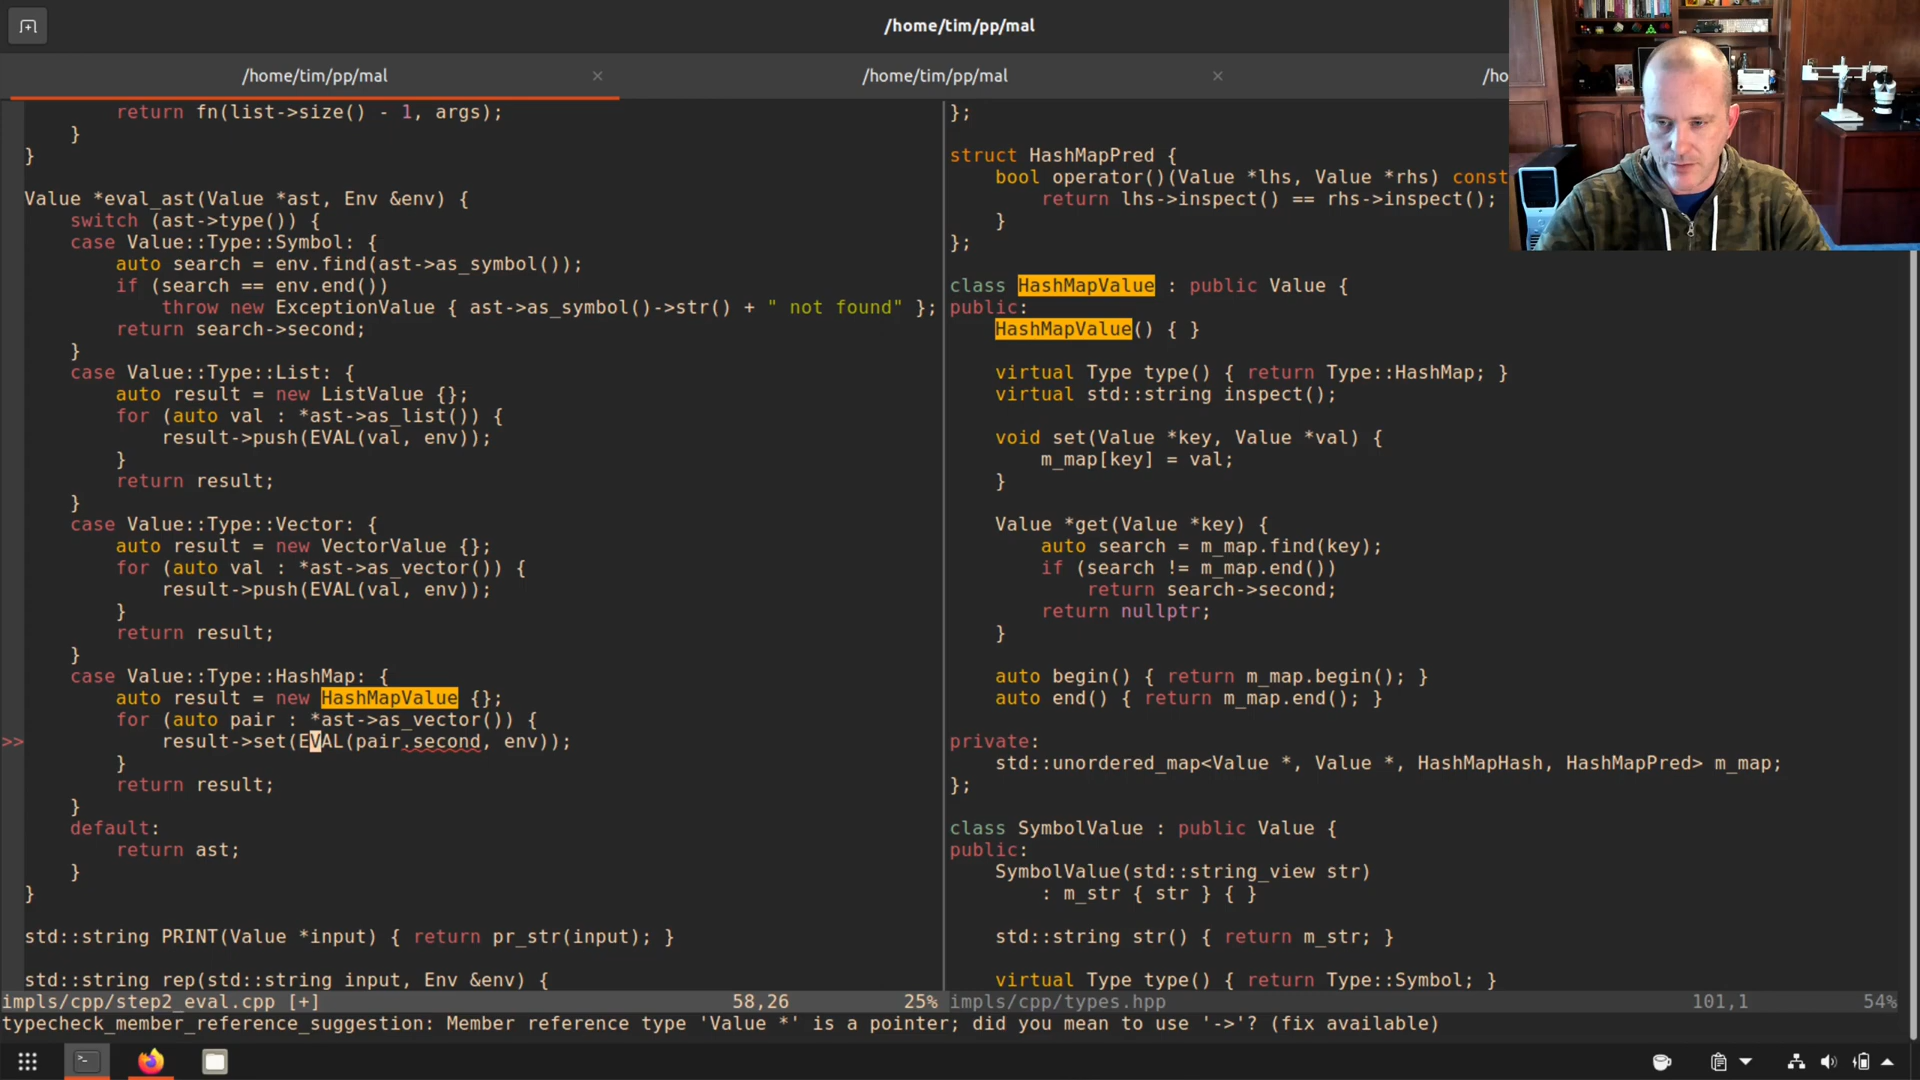 /home/tim/pp/mal
/home/tim/pp/mal
/home/tim/pp/mal
/ho
return fn(list->size() - 1, args);
}
}
Value *eval_ast(Value *ast, Env &env) {
switch (ast->type()) {
case Value::Type::Symbol: {
auto search = env.find(ast->as_symbol());
if (search == env.end())
throw new ExceptionValue { ast->as_symbol()->str() + " not found" };
return search->second;
}
case Value::Type::List: {
auto result = new ListValue {};
for (auto val : *ast->as_list()) {
result->push(EVAL(val, env));
}
return result;
}
case Value::Type::Vector: {
auto result = new VectorValue {};
for (auto val : *ast->as_vector()) {
result->push(EVAL(val, env));
}
return result;
}
case Value::Type::HashMap: {
auto result = new HashMapValue {};
for (auto pair : *ast->as_vector()) {
>> result->set(EVAL(pair.second, env));
}
return result;
}
default:
return ast;
}
}
std::string PRINT(Value *input) { return pr_str(input); }
std::string rep(std::string input, Env &env) {
impls/cpp/step2_eval.cpp [+] 58,26 25%
};
struct HashMapPred {
bool operator()(Value *lhs, Value *rhs) const
return lhs->inspect() == rhs->inspect();
}
};
class HashMapValue : public Value {
public:
HashMapValue() { }
virtual Type type() { return Type::HashMap; }
virtual std::string inspect();
void set(Value *key, Value *val) {
m_map[key] = val;
}
Value *get(Value *key) {
auto search = m_map.find(key);
if (search != m_map.end())
return search->second;
return nullptr;
}
auto begin() { return m_map.begin(); }
auto end() { return m_map.end(); }
private:
std::unordered_map<Value *, Value *, HashMapHash, HashMapPred> m_map;
};
class SymbolValue : public Value {
public:
SymbolValue(std::string_view str)
: m_str { str } { }
std::string str() { return m_str; }
virtual Type type() { return Type::Symbol; }
impls/cpp/types.hpp 101,1 54%
typecheck_member_reference_suggestion: Member reference type 'Value *' is a pointer; did you mean to use '->'? (fix available)